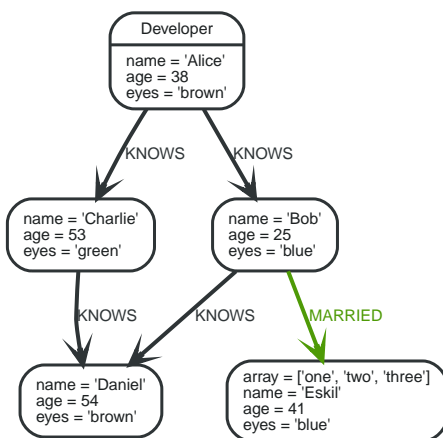 Developer
name = 'Alice'
age = 38
eyes = 'brown'
KNOWS
KNOWS
name = 'Charlie'
age = 53
eyes = 'green'
name = 'Bob'
age = 25
eyes = 'blue'
KNOWS
KNOWS
MARRIED
name = 'Daniel'
age = 54
eyes = 'brown'
array = ['one', 'two', 'three']
name = 'Eskil'
age = 41
eyes = 'blue'